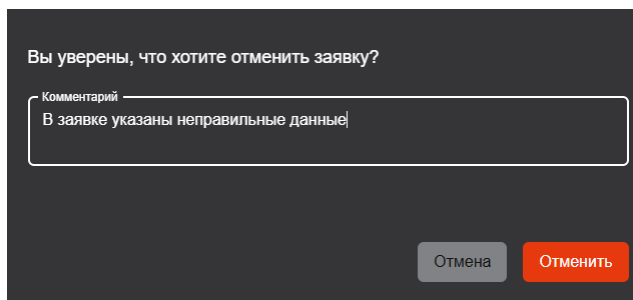 Вы уверены, что хотите отменить заявку?
Комментарий
В заявке указаны неправильные данные
Отмена
Отменить